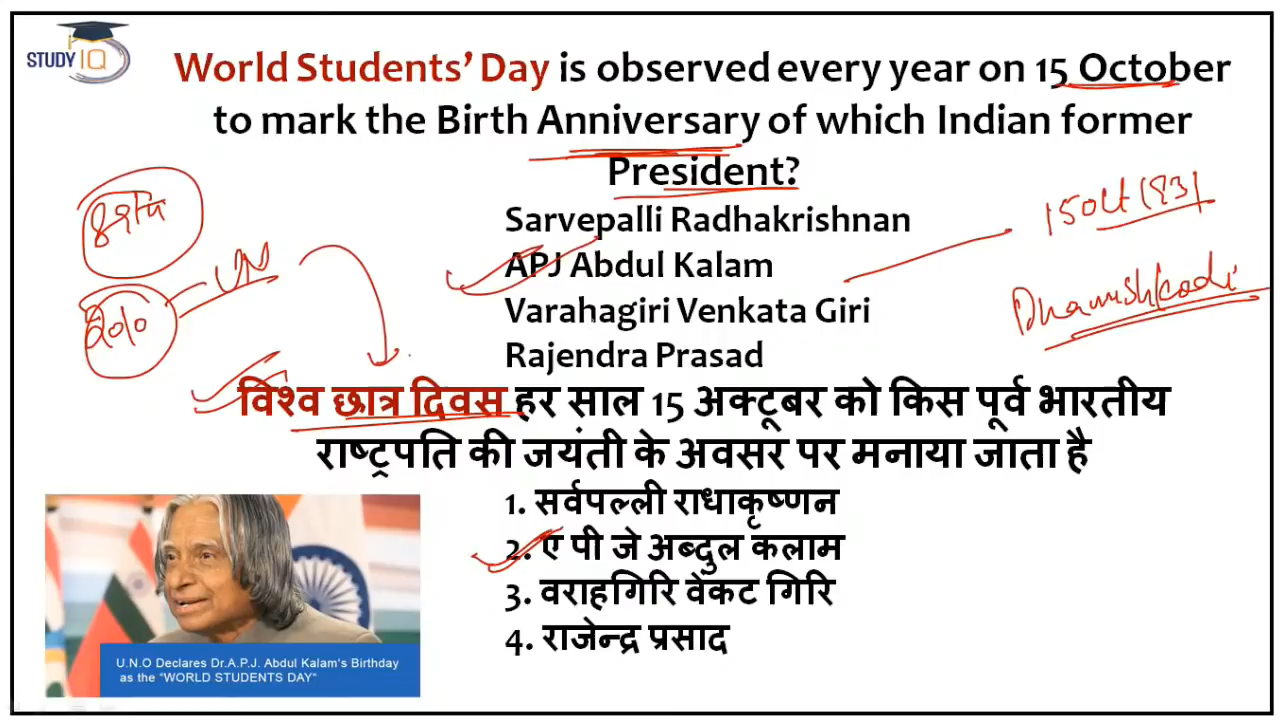 STUDY IQ
World Students' Day is observed every year on 15 October
to mark the Birth Anniversary of which Indian former
President?
Sarvepalli Radhakrishnan
APJ Abdul Kalam
Varahagiri Venkata Giri
Rajendra Prasad
15 Oct
UN
2010
विश्व छात्र दिवस हर साल 15 अक्टूबर को किस पूर्व भारतीय
राष्ट्रपति की जयंती के अवसर पर मनाया जाता है
1. सर्वपल्ली राधाकृष्णन
2. ए पी जे अब्दुल कलाम
3. वराहगिरि वेंकट गिरि
4. राजेन्द्र प्रसाद
U.N.O Declares Dr.A.P.J. Abdul Kalam's Birthday
as the "WORLD STUDENTS DAY"